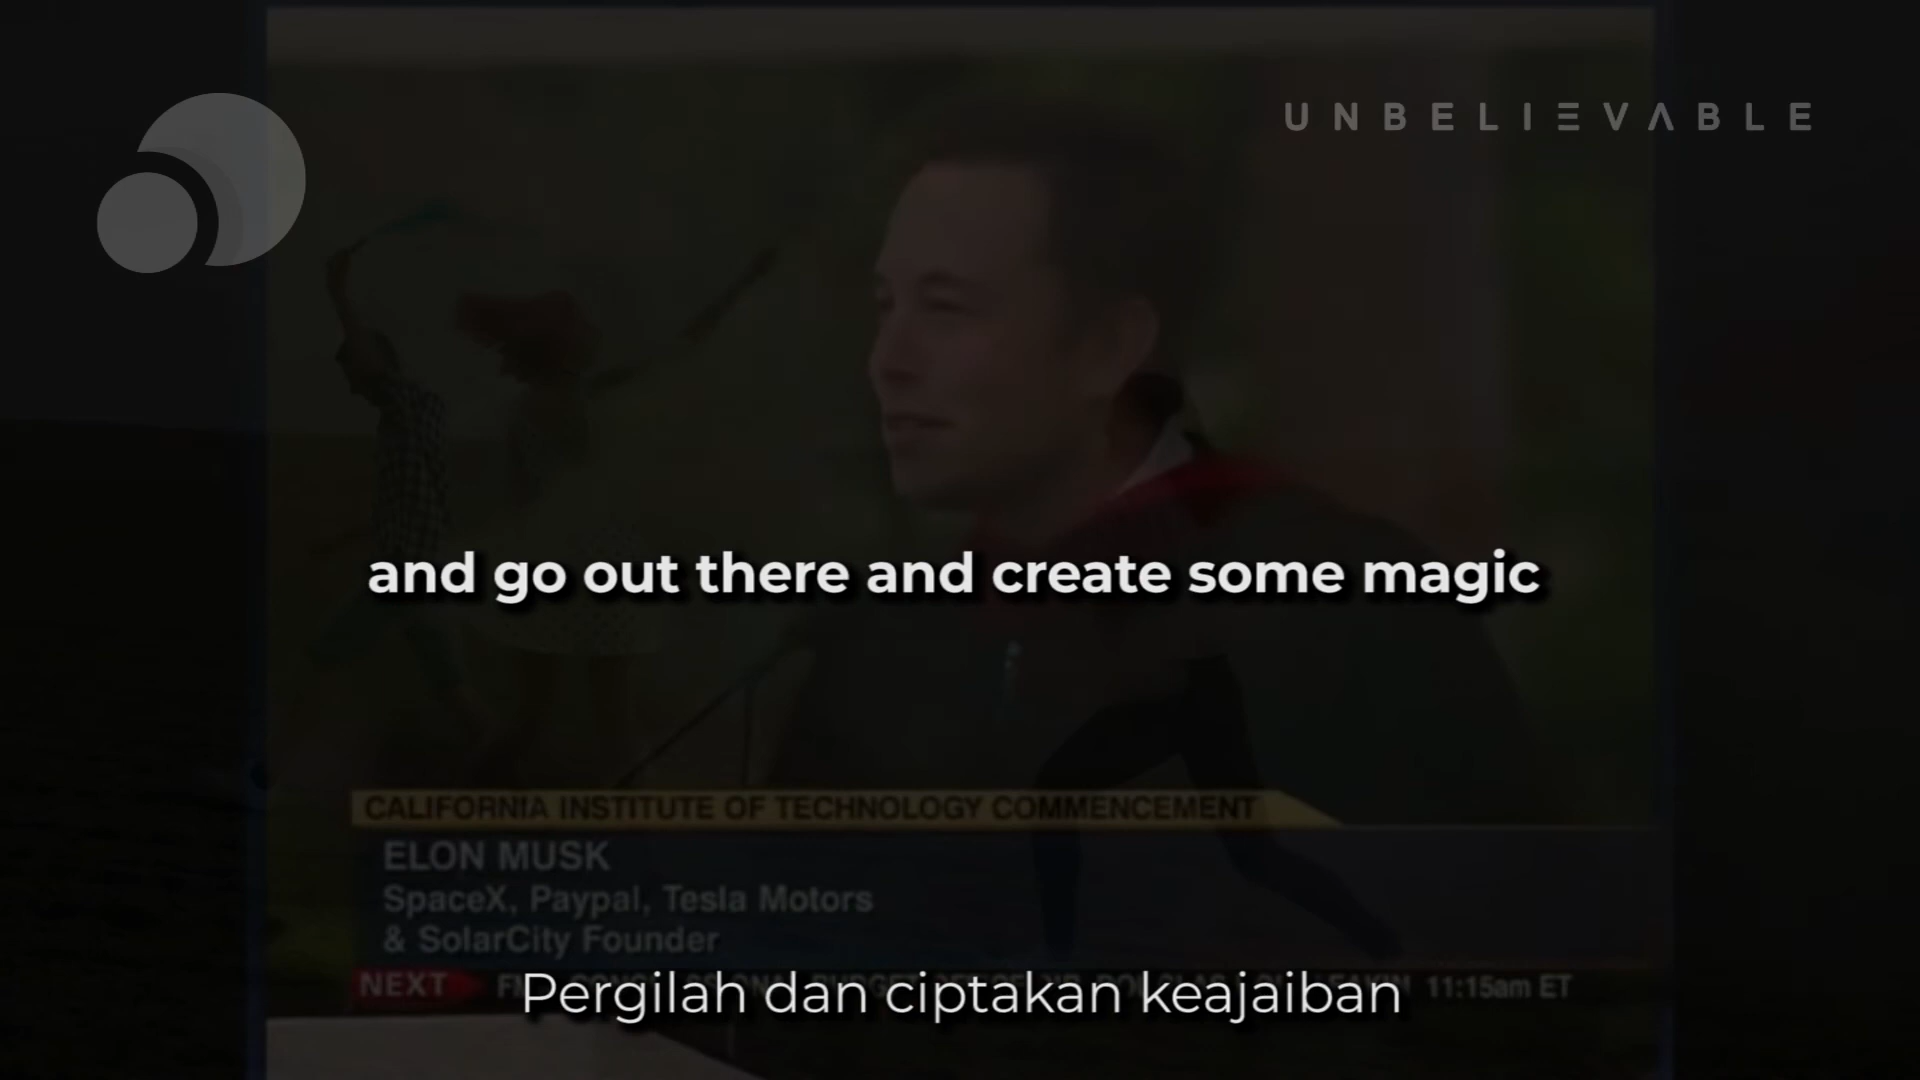 UNBELIEVABLE
and go out there and create some magic
CALIFORNIA INSTITUTE OF TECHNOLOGY COMMENCEMENT
ELON MUSK
SpaceX, Paypal, Tesla Motors
& SolarCity Founder
NEXT 11:15am ET
Pergilah dan ciptakan keajaiban